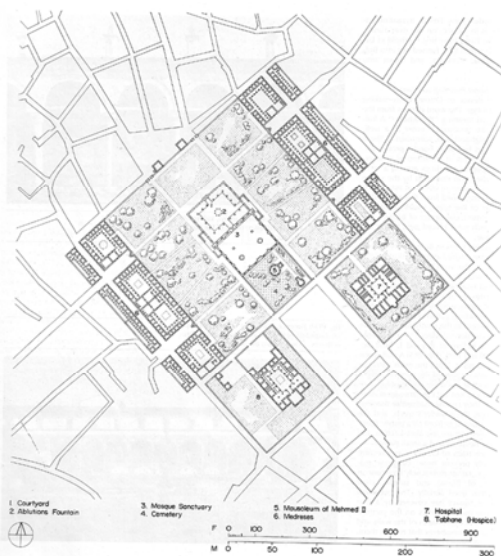 1 Courtyard
2 Ablutions Fountain
3. Mosque Sanctuary
4. Cemetery
5. Mausoleum of Mehmed II
6. Medreses
7. Hospital
8. Tabhane (Hospice)
F 0 100 300 600 900
M 0 50 100 200 300